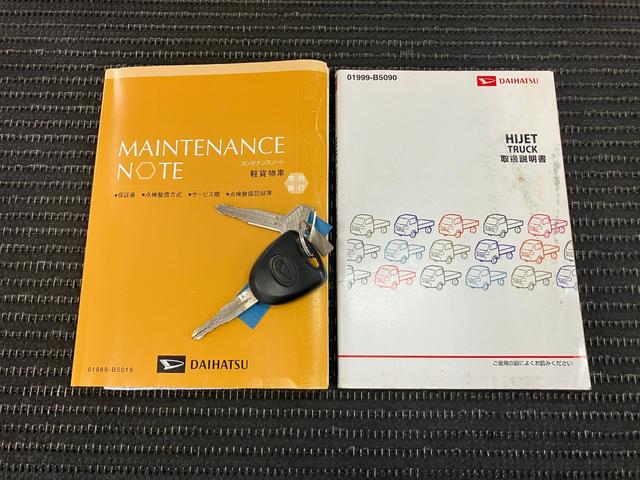 MAINTENANCE
NOTE
メンテナンスノート
軽貨物車
●保証書 ●点検整備方式 ●サービス網 ●点検整備記録簿
01989-B5019
DAIHATSU
01999-B5090
DAIHATSU
HIJET
TRUCK
取扱説明書
ご使用の前によくお読みください